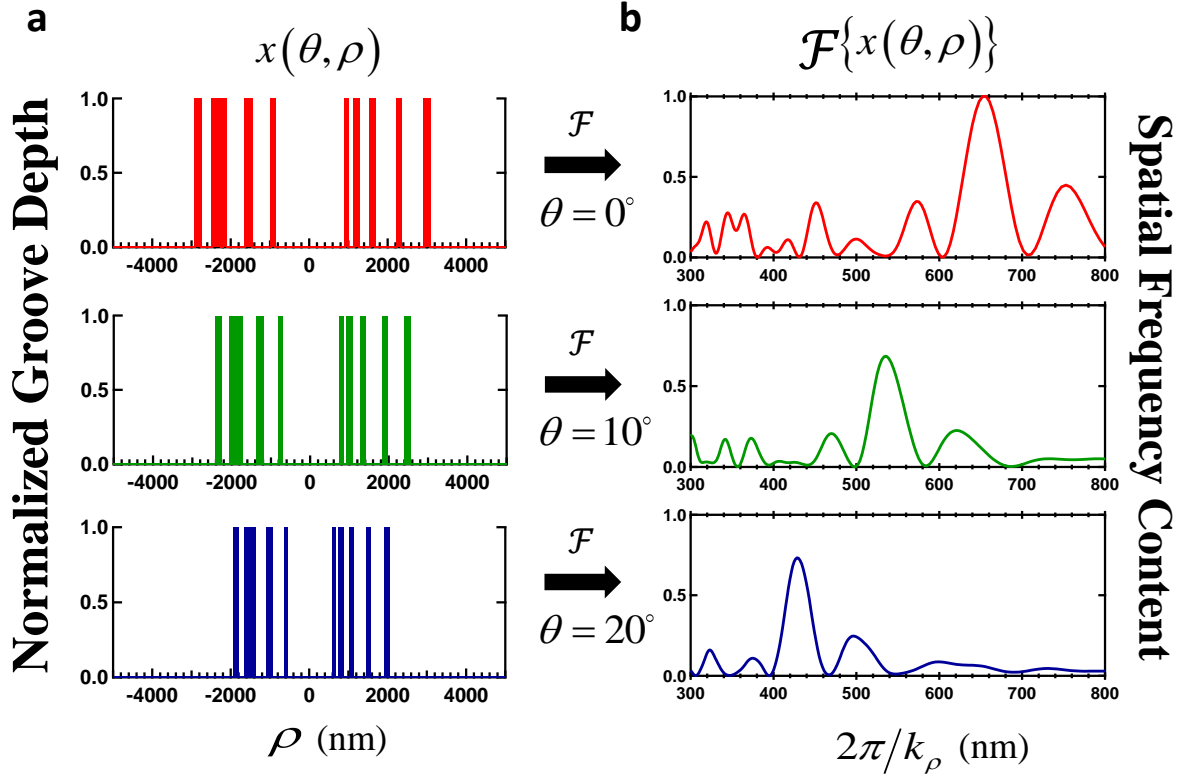 a
b
x(θ, ρ)
ℱ{x(θ, ρ)}
Normalized Groove Depth
Spatial Frequency Content
1.0
0.5
0.0
-4000 -2000 0 2000 4000
ℱ
θ = 0°
1.0
0.5
0.0
300 400 500 600 700 800
1.0
0.5
0.0
-4000 -2000 0 2000 4000
ℱ
θ = 10°
1.0
0.5
0.0
300 400 500 600 700 800
1.0
0.5
0.0
-4000 -2000 0 2000 4000
ℱ
θ = 20°
1.0
0.5
0.0
300 400 500 600 700 800
ρ (nm)
2π/kρ (nm)